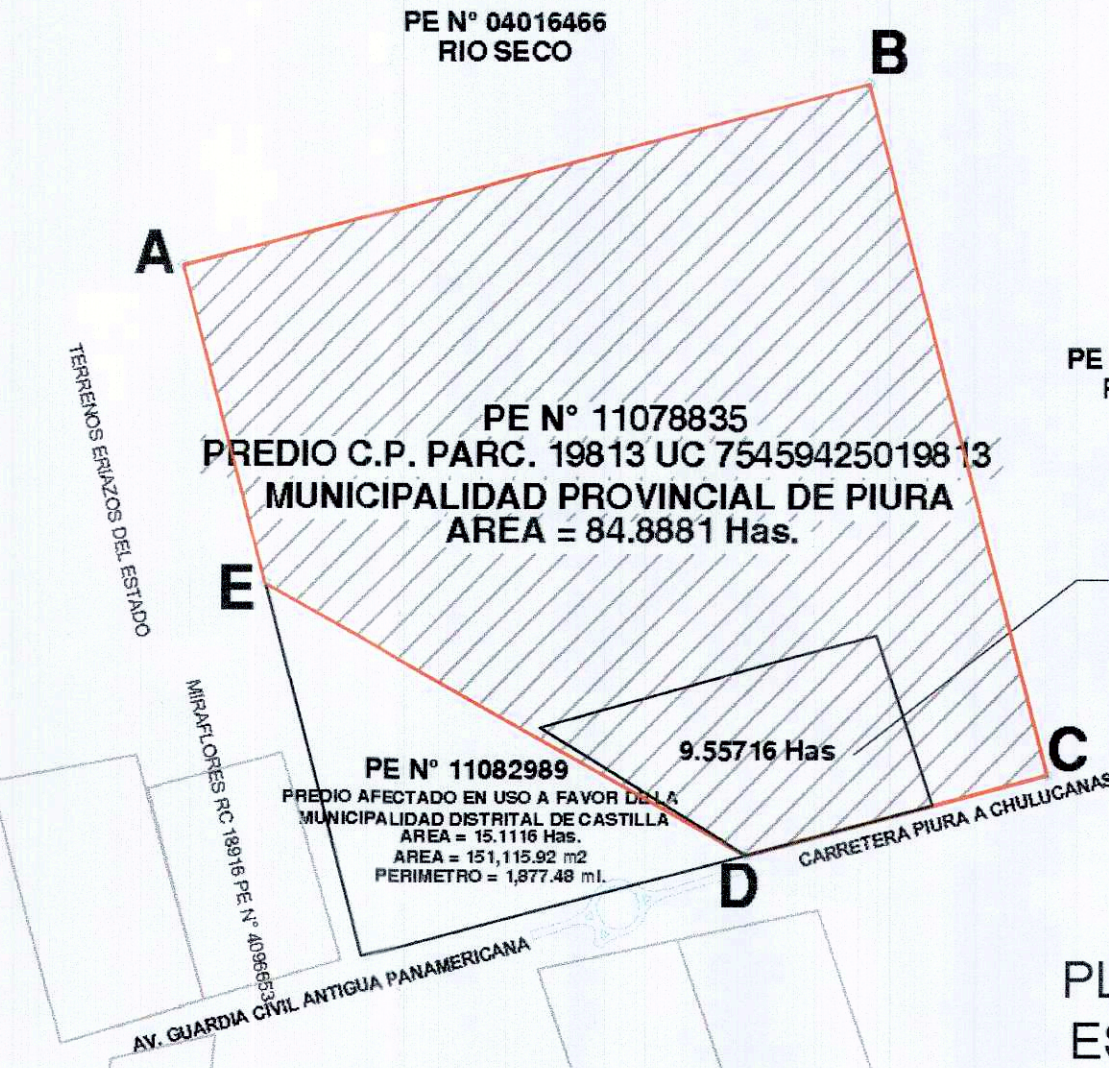 PE N° 04016466
RIO SECO
B
A
PE
TERRENOS ERIAZOS DEL ESTADO
PE N° 11078835
PREDIO C.P. PARC. 19813 UC 75459425019813
MUNICIPALIDAD PROVINCIAL DE PIURA
AREA = 84.8881 Has.
E
MIRAFLORES RC 18916 PE N° 4096653
9.55716 Has
C
PE N° 11082989
PREDIO AFECTADO EN USO A FAVOR DE LA
MUNICIPALIDAD DISTRITAL DE CASTILLA
AREA = 15.1116 Has.
AREA = 151,115.92 m2
PERIMETRO = 1,877.48 ml.
CARRETERA PIURA A CHULUCANAS
D
AV. GUARDIA CIVIL ANTIGUA PANAMERICANA
PL
ES